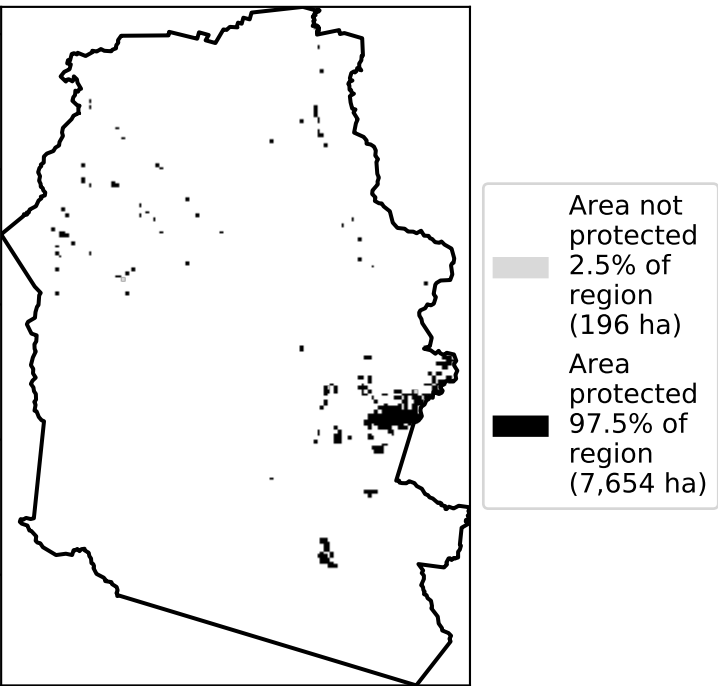 Area not
protected
2.5% of
region
(196 ha)
Area
protected
97.5% of
region
(7,654 ha)